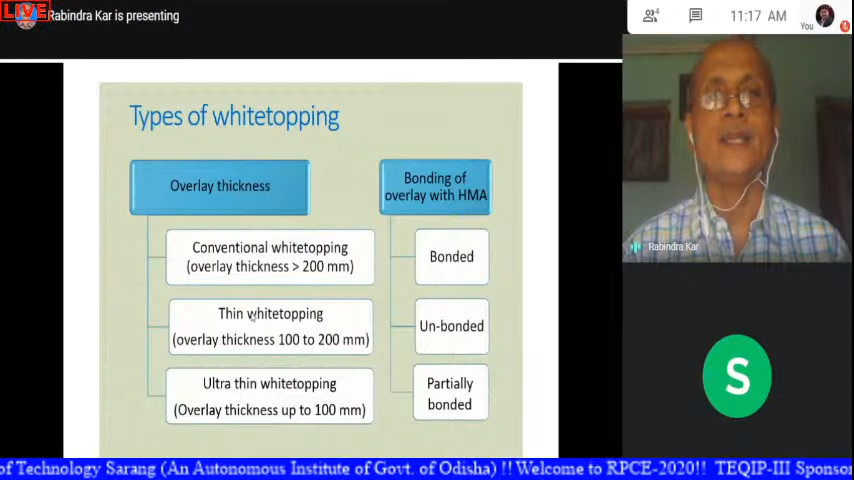 LIVE
Rabindra Kar is presenting
4
11:17 AM
You
Types of whitetopping
Overlay thickness
Conventional whitetopping
(overlay thickness > 200 mm)
Thin whitetopping
(overlay thickness 100 to 200 mm)
Ultra thin whitetopping
(Overlay thickness up to 100 mm)
Bonding of
overlay with HMA
Bonded
Un-bonded
Partially
bonded
Rabindra Kar
S
of Technology Sarang (An Autonomous Institute of Govt. of Odisha) !! Welcome to RPCE-2020!! TEQIP-III Sponsor